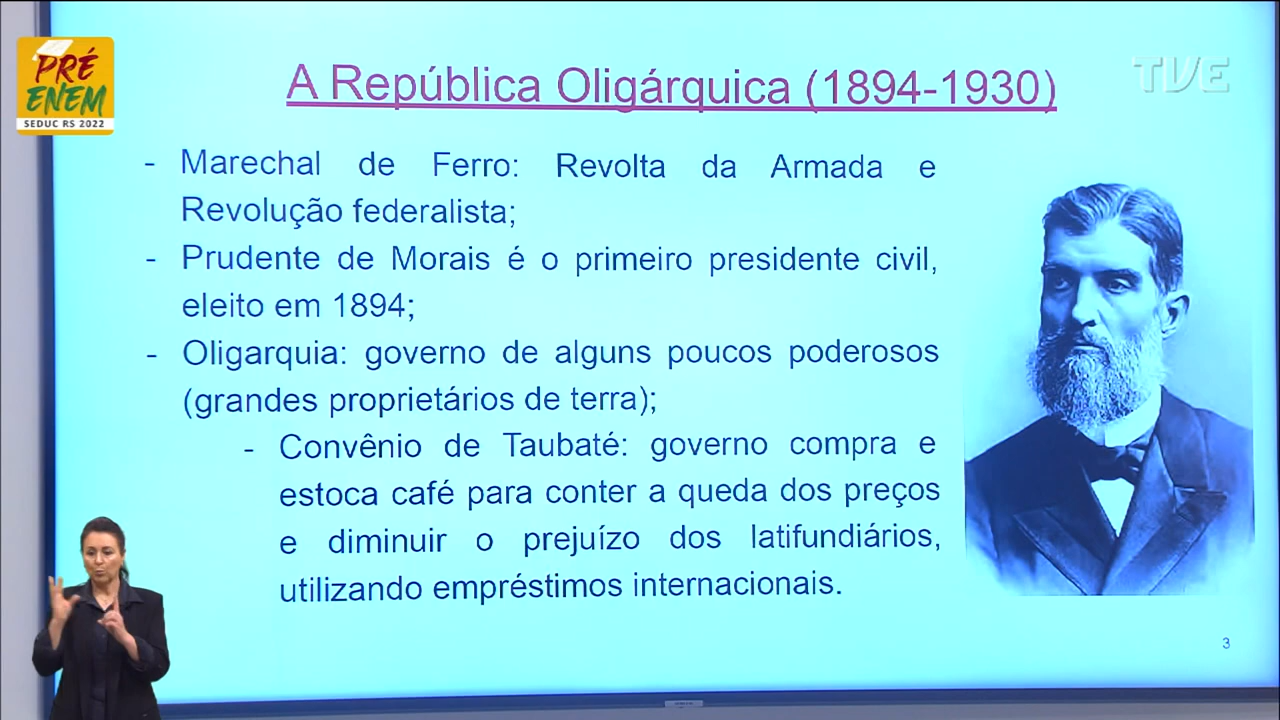 PRÉ
ENEM
SEDUC RS 2022
TVE
A República Oligárquica (1894-1930)
- Marechal de Ferro: Revolta da Armada e
Revolução federalista;
- Prudente de Morais é o primeiro presidente civil,
eleito em 1894;
- Oligarquia: governo de alguns poucos poderosos
(grandes proprietários de terra);
- Convênio de Taubaté: governo compra e
estoca café para conter a queda dos preços
e diminuir o prejuízo dos latifundiários,
utilizando empréstimos internacionais.
3